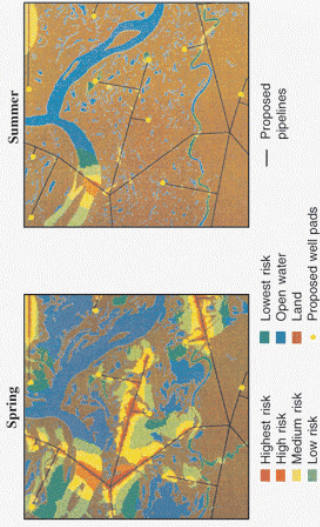 Spring
Summer
Highest risk
High risk
Medium risk
Low risk
Lowest risk
Open water
Land
Proposed well pads
Proposed
pipelines